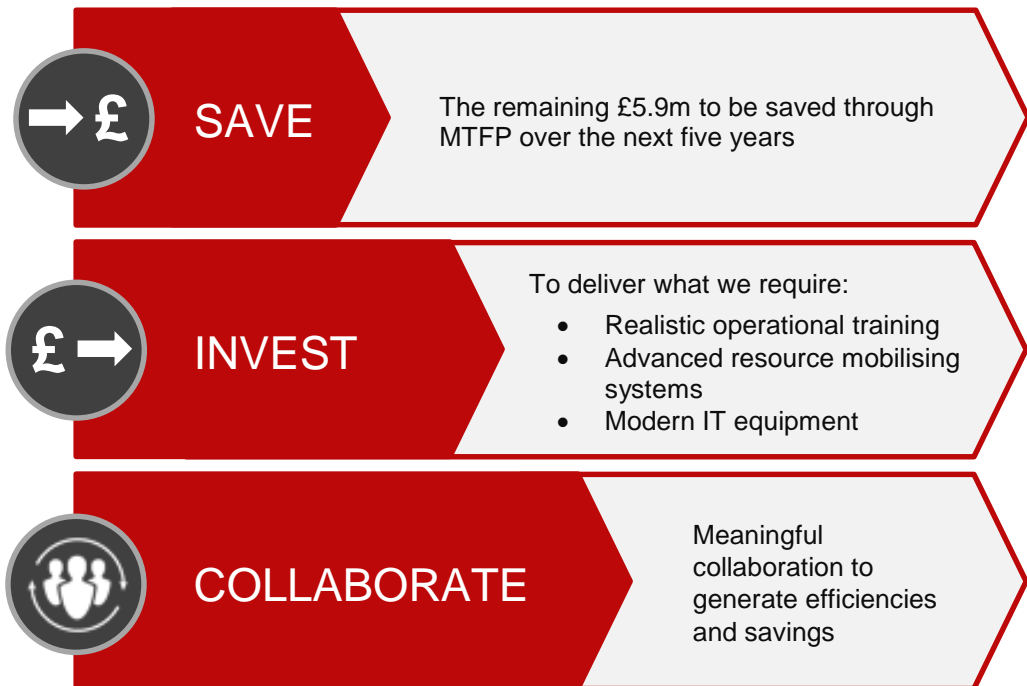 £
SAVE
The remaining £5.9m to be saved through
MTFP over the next five years
£
INVEST
To deliver what we require:
• Realistic operational training
• Advanced resource mobilising
systems
• Modern IT equipment
COLLABORATE
Meaningful
collaboration to
generate efficiencies
and savings